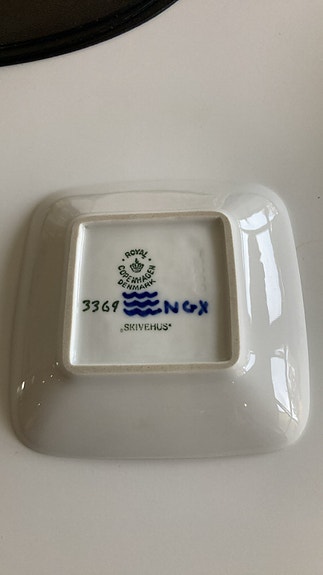 ROYAL
COPENHAGEN
DENMARK
3369 NGX
„SKIVEHUS"